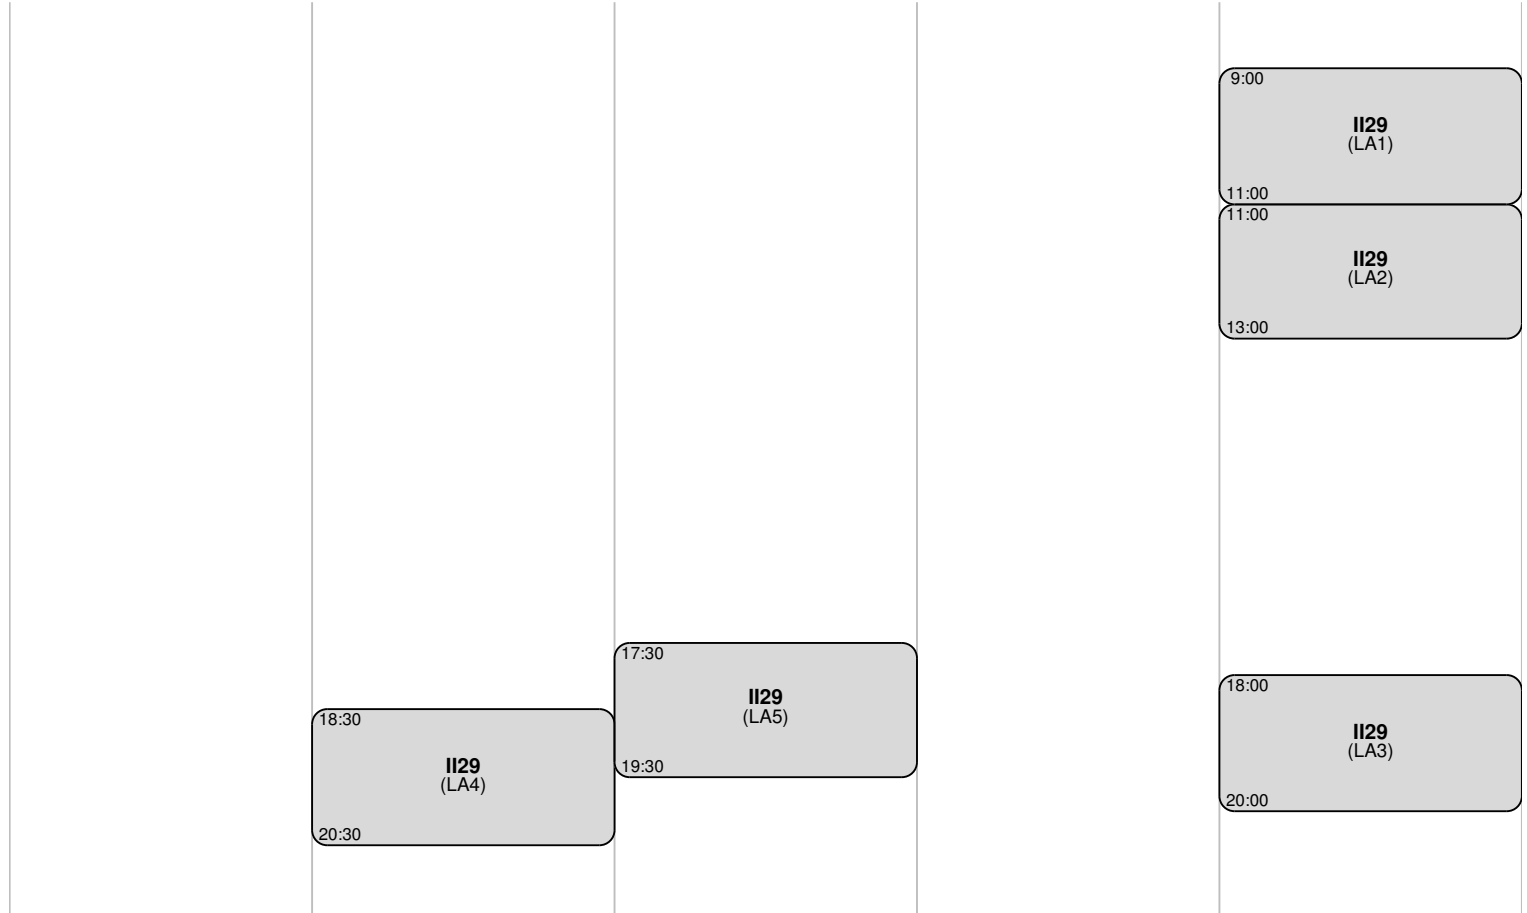 9:00
II29
(LA1)
11:00
11:00
II29
(LA2)
13:00
17:30
II29
(LA5)
19:30
18:00
II29
(LA3)
20:00
18:30
II29
(LA4)
20:30